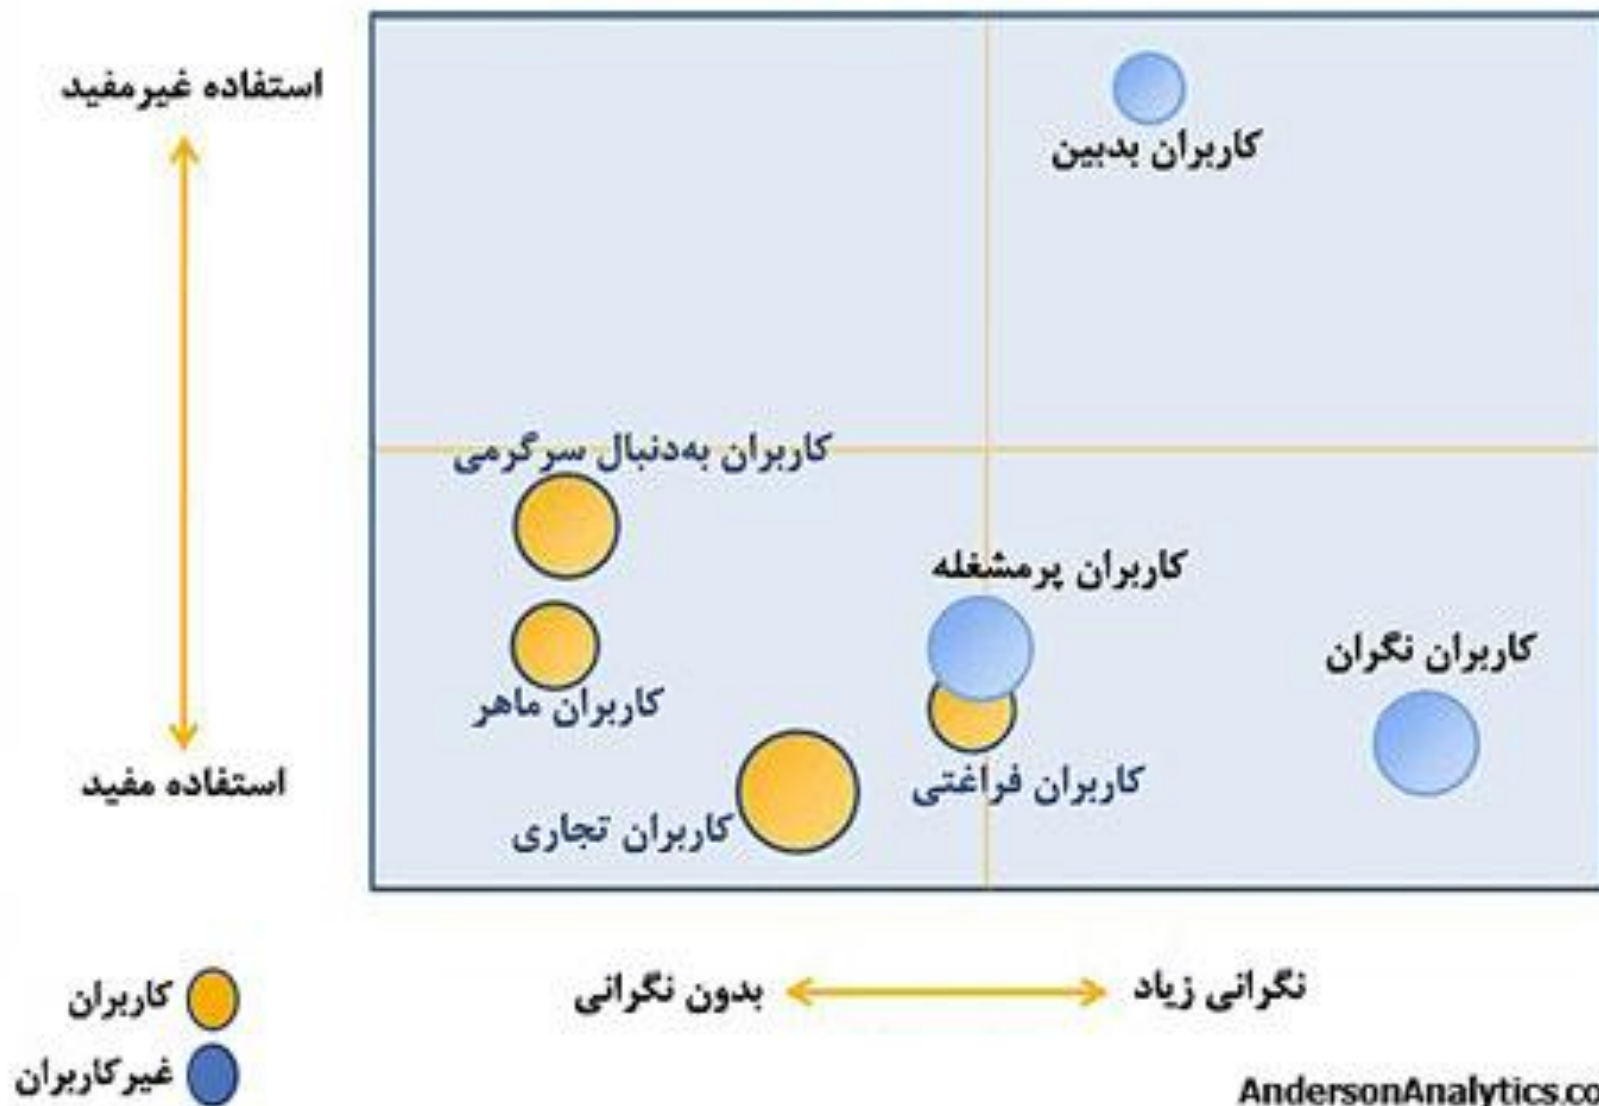 استفاده غیرمفید
کاربران بدبین
کاربران به‌دنبال سرگرمی
کاربران پرمشغله
کاربران نگران
کاربران ماهر
استفاده مفید
کاربران فراغتی
کاربران تجاری
نگرانی زیاد
بدون نگرانی
کاربران
غیرکاربران
AndersonAnalytics.co